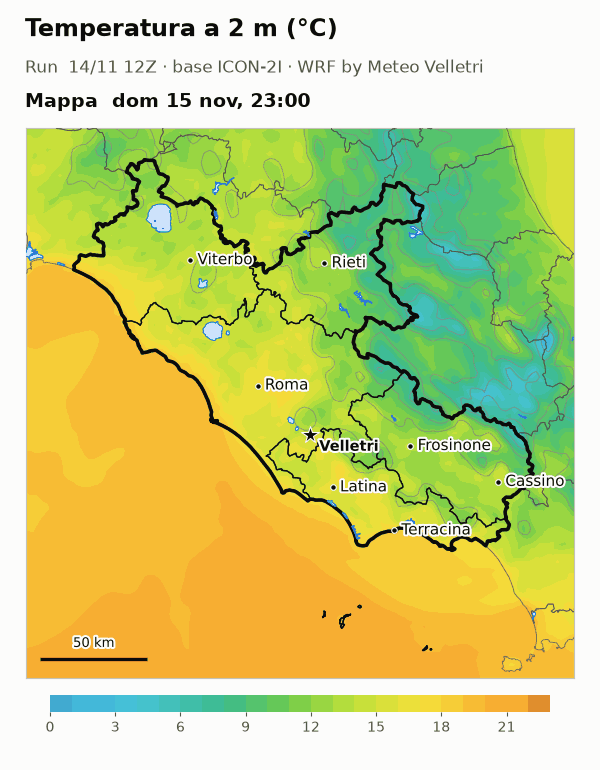 Temperatura a 2 m (°C)
Run  14/11 12Z · base ICON-2I · WRF by Meteo Velletri
Mappa  dom 15 nov, 23:00
Viterbo
Rieti
Roma
Velletri
Frosinone
Cassino
Latina
Terracina
50 km
0 3 6 9 12 15 18 21